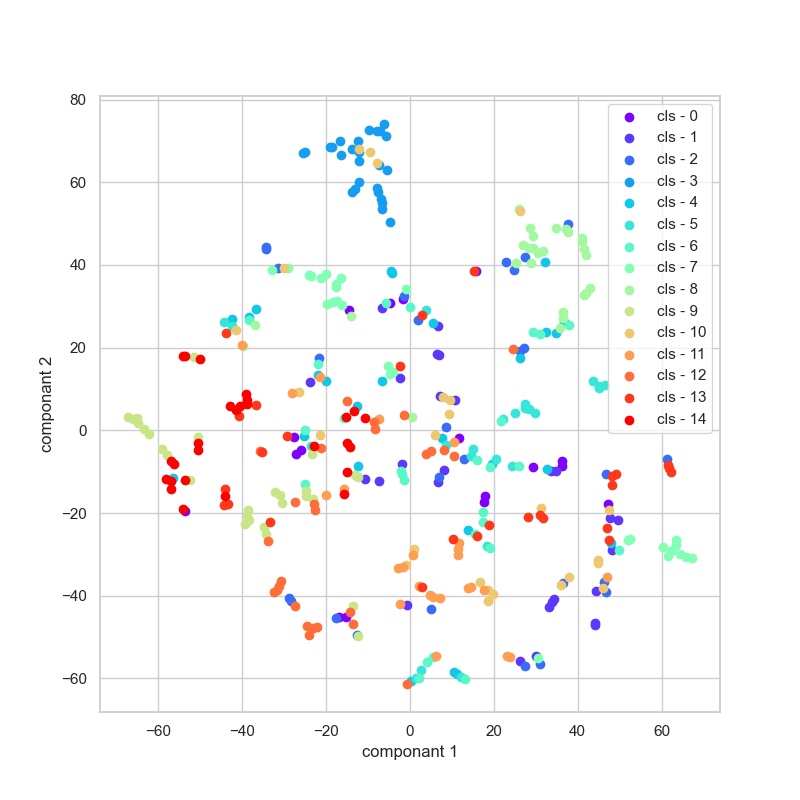 80
60
40
20
0
−20
−40
−60
−60
−40
−20
0
20
40
60
componant 1
componant 2
cls - 0
cls - 1
cls - 2
cls - 3
cls - 4
cls - 5
cls - 6
cls - 7
cls - 8
cls - 9
cls - 10
cls - 11
cls - 12
cls - 13
cls - 14